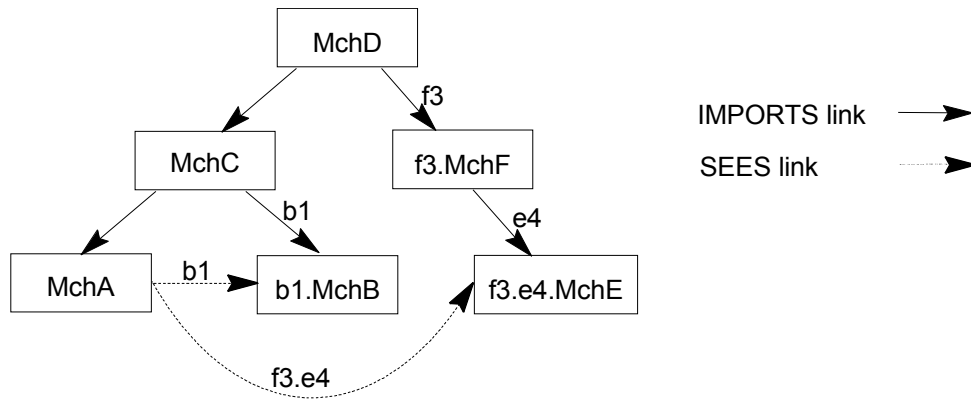 MchD
f3
IMPORTS link
MchC
f3.MchF
SEES link
b1
e4
MchA
b1
b1.MchB
f3.e4.MchE
f3.e4